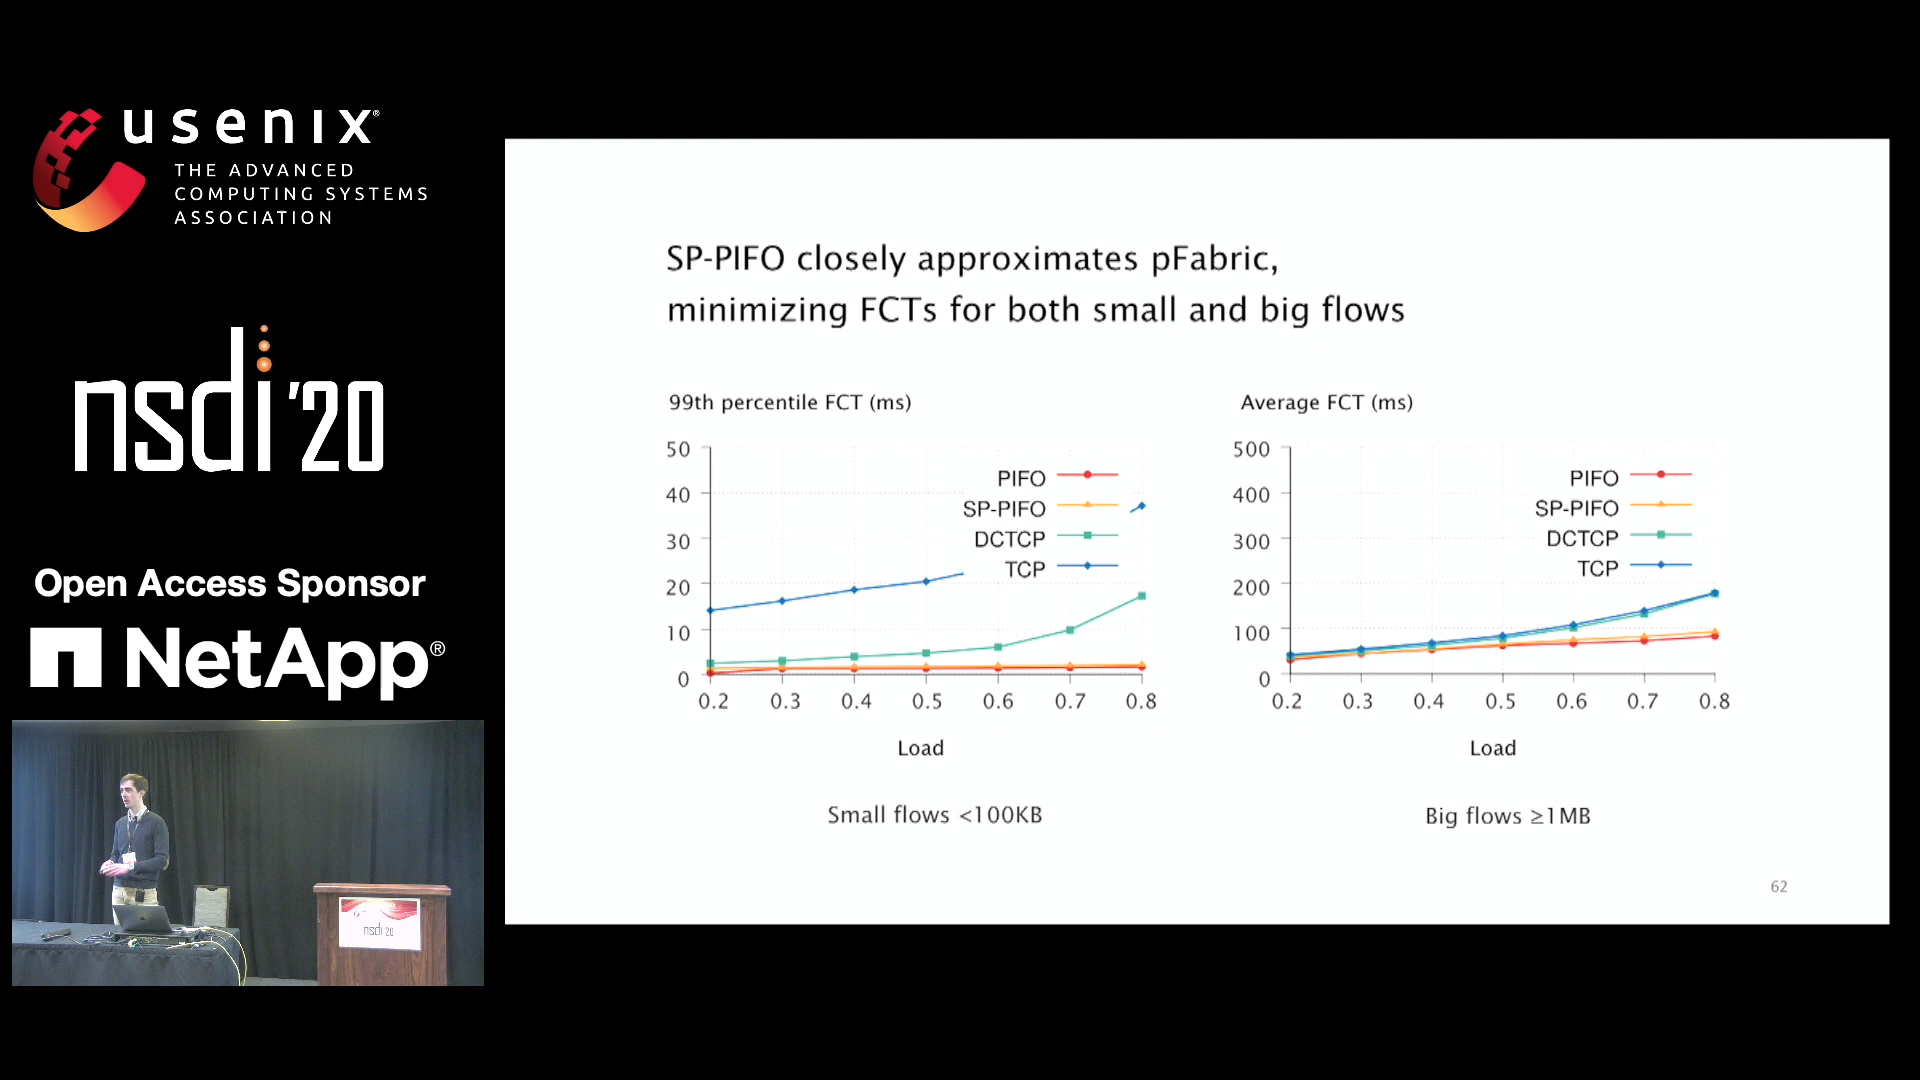 usenix®
THE ADVANCED
COMPUTING SYSTEMS
ASSOCIATION
nsdi '20
Open Access Sponsor
NetApp®
nsdi '20
SP-PIFO closely approximates pFabric,
minimizing FCTs for both small and big flows
99th percentile FCT (ms)
50
40
30
20
10
0
PIFO
SP-PIFO
DCTCP
TCP
0.2 0.3 0.4 0.5 0.6 0.7 0.8
Load
Small flows <100KB
Average FCT (ms)
500
400
300
200
100
0
PIFO
SP-PIFO
DCTCP
TCP
0.2 0.3 0.4 0.5 0.6 0.7 0.8
Load
Big flows ≥1MB
62